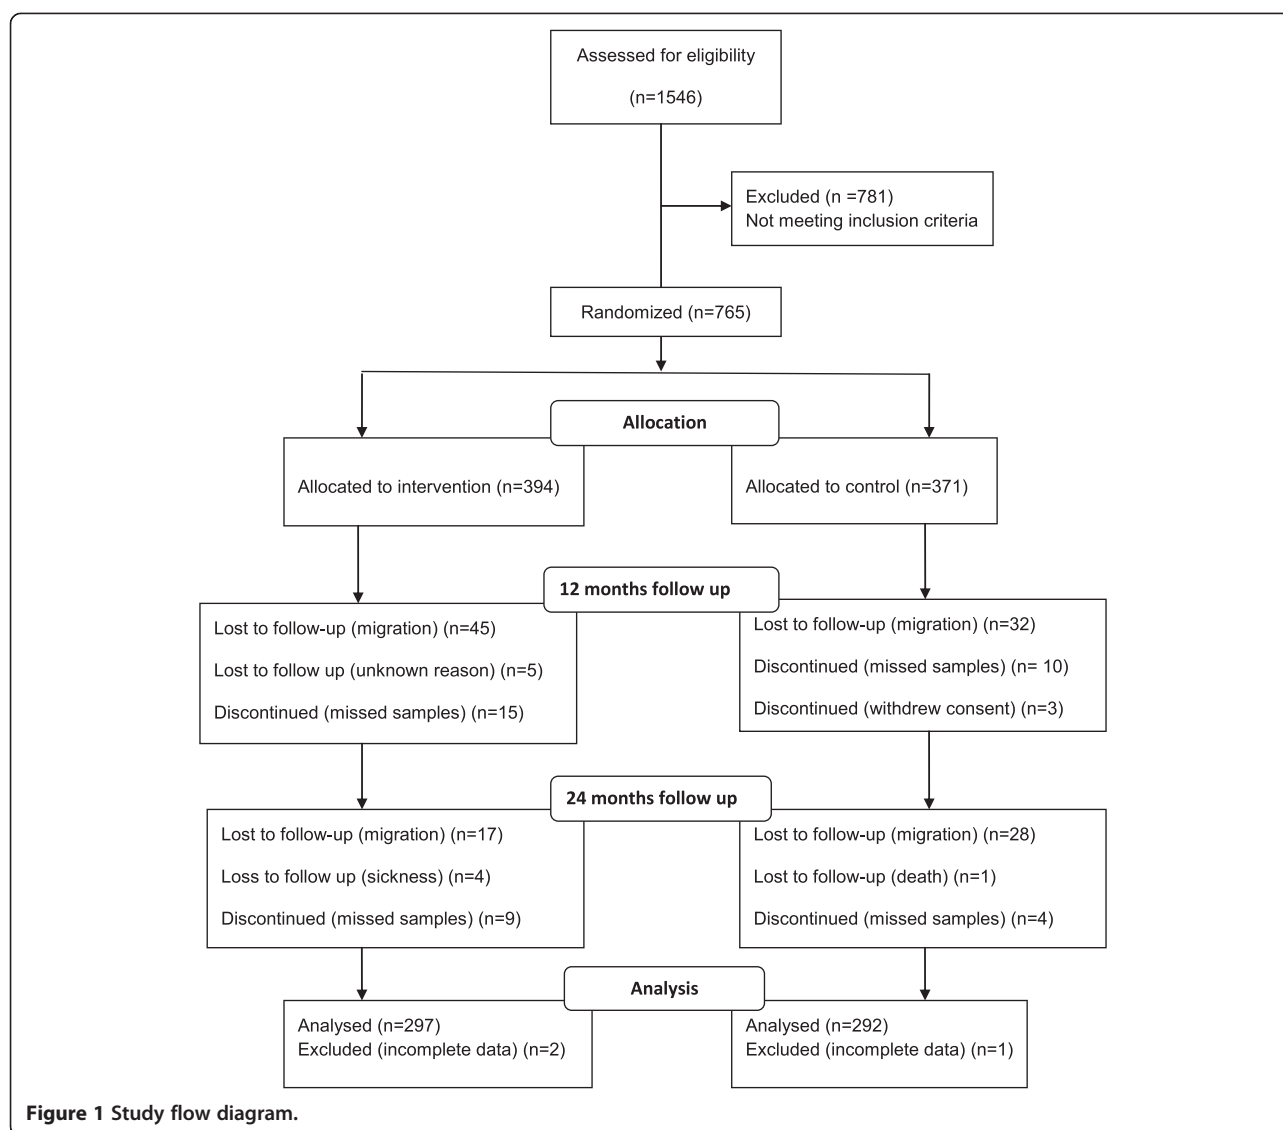 Assessed for eligibility
(n=1546)
Excluded (n =781)
Not meeting inclusion criteria
Randomized (n=765)
Allocation
Allocated to intervention (n=394)
Allocated to control (n=371)
12 months follow up
Lost to follow-up (migration) (n=45)
Lost to follow up (unknown reason) (n=5)
Discontinued (missed samples) (n=15)
Lost to follow-up (migration) (n=32)
Discontinued (missed samples) (n= 10)
Discontinued (withdrew consent) (n=3)
24 months follow up
Lost to follow-up (migration) (n=17)
Loss to follow up (sickness) (n=4)
Discontinued (missed samples) (n=9)
Lost to follow-up (migration) (n=28)
Lost to follow-up (death) (n=1)
Discontinued (missed samples) (n=4)
Analysis
Analysed (n=297)
Excluded (incomplete data) (n=2)
Analysed (n=292)
Excluded (incomplete data) (n=1)
Figure 1 Study flow diagram.